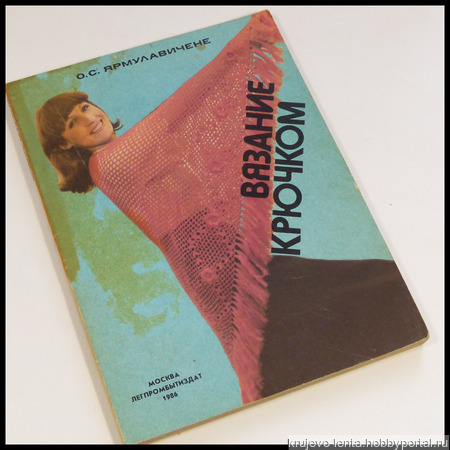 О.С. ЯРМУЛАВИЧЕНЕ
ВЯЗАНИЕ
КРЮЧКОМ
МОСКВА
ЛЕГПРОМБЫТИЗДАТ
1986
krujevo-lenta.hobbyportal.ru